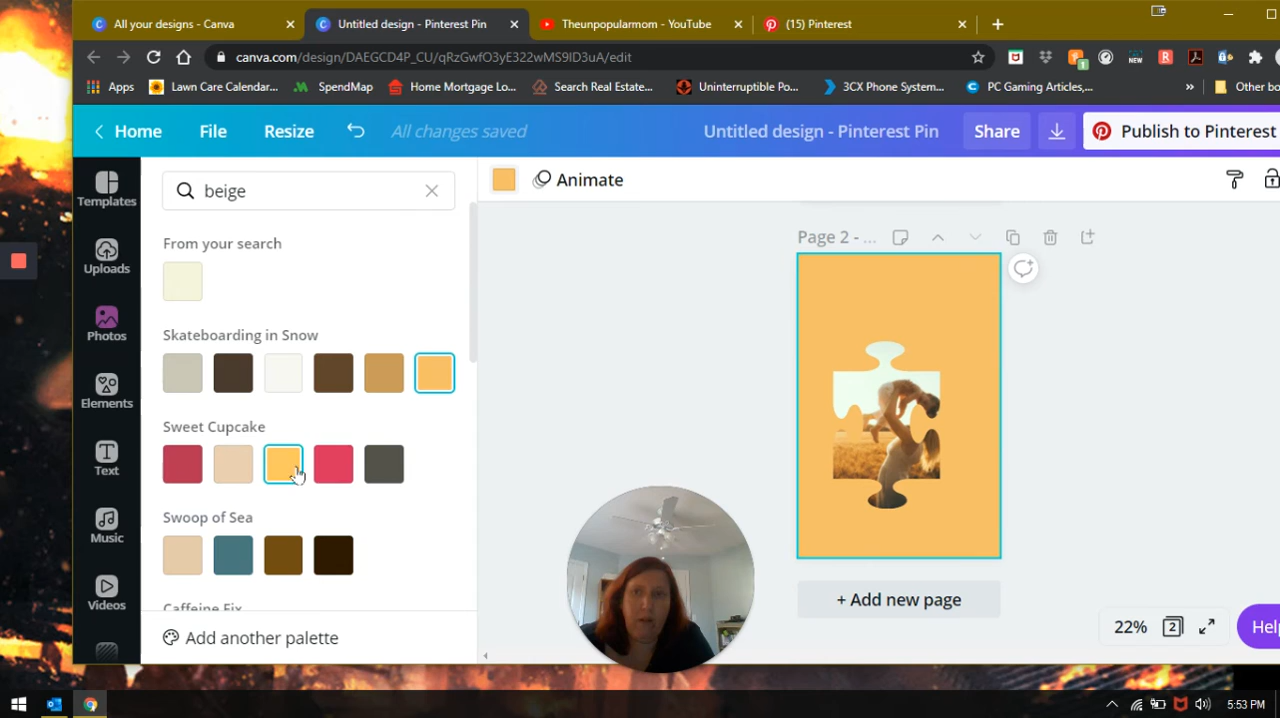 All your designs - Canva
Untitled design - Pinterest Pin
Theunpopularmom - YouTube
(15) Pinterest
canva.com/design/DAEGCD4P_CU/qRzGwfO3yE322wMS9ID3uA/edit
NEW
1
Apps
Lawn Care Calendar...
SpendMap
Home Mortgage Lo...
Search Real Estate...
Uninterruptible Po...
3CX Phone System...
PC Gaming Articles,...
»
Other bo
Home
File
Resize
All changes saved
Untitled design - Pinterest Pin
Share
Publish to Pinterest
Templates
Uploads
Photos
Elements
Text
Music
Videos
beige
From your search
Skateboarding in Snow
Sweet Cupcake
Swoop of Sea
Caffeine Fix
Add another palette
Animate
Page 2 - ...
+ Add new page
22%
2
Help
5:53 PM